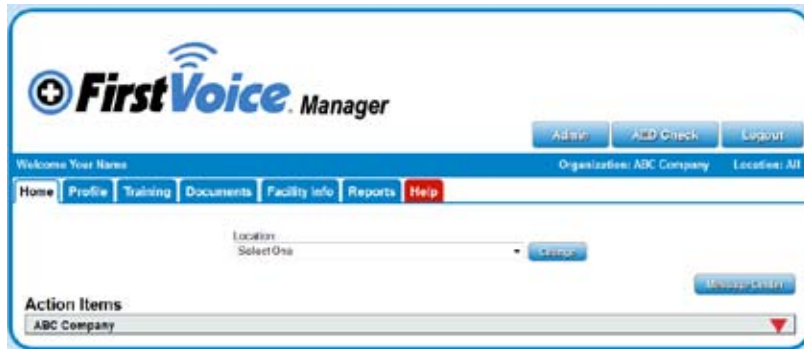 FirstVoice. Manager
Admin AED Check Logout
Welcome Your Name Organization: ABC Company Location: All
Home Profile Training Documents Facility Info Reports Help
Location
Select One Change
Message Center
Action Items
ABC Company